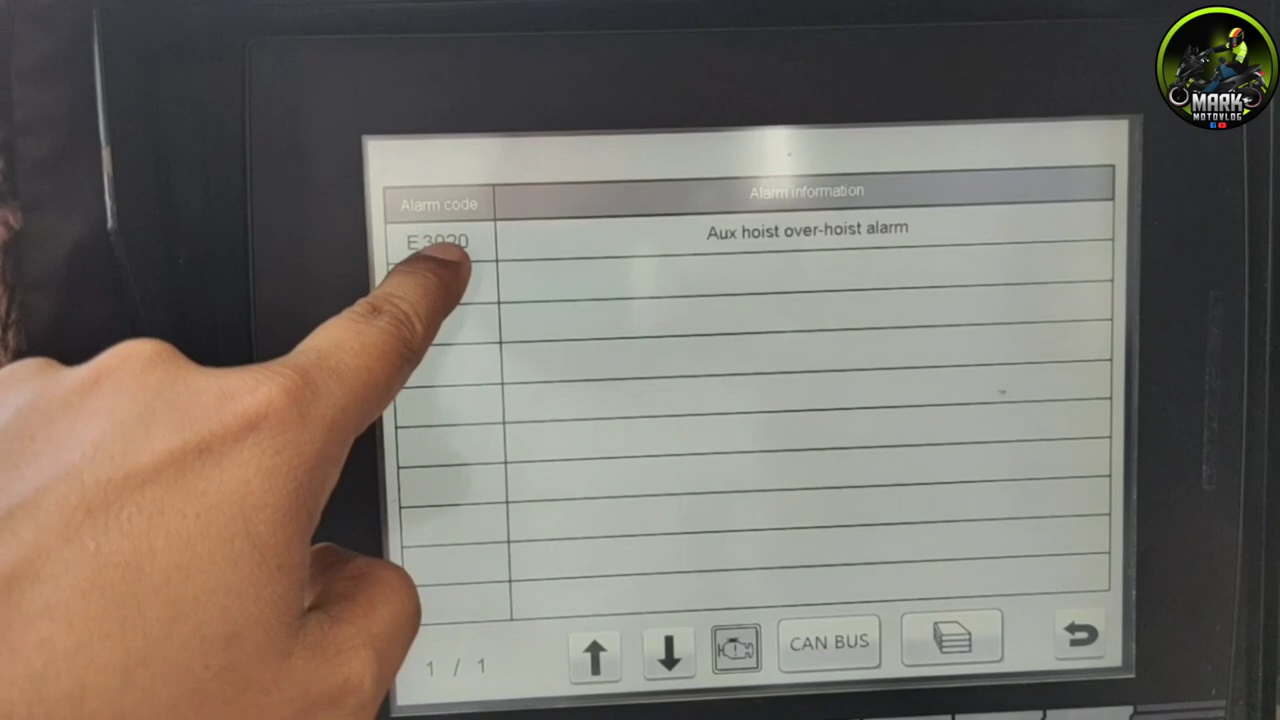 MARK
MOTOVLOG
Alarm code
Alarm information
E3020
Aux hoist over-hoist alarm
1 / 1
CAN BUS